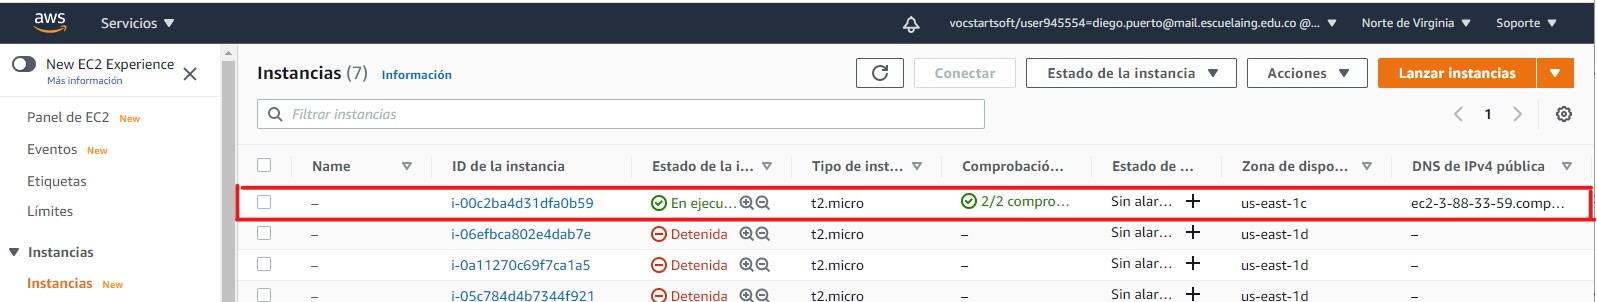 aws Servicios vocstartsoft/user945554=diego.puerto@mail.escuelaing.edu.co @... Norte de Virginia Soporte
New EC2 Experience
Más información
Panel de EC2 New
Eventos New
Etiquetas
Límites
Instancias
Instancias New
Instancias (7) Información Conectar Estado de la instancia Acciones Lanzar instancias
Filtrar instancias 1
Name ID de la instancia Estado de la i... Tipo de inst... Comprobació... Estado de ... Zona de dispo... DNS de IPv4 pública
– i-00c2ba4d31dfa0b59 En ejecu... t2.micro 2/2 compro... Sin alar... + us-east-1c ec2-3-88-33-59.comp...
– i-06efbca802e4dab7e Detenida t2.micro – Sin alar... + us-east-1d –
– i-0a11270c69f7ca1a5 Detenida t2.micro – Sin alar... + us-east-1d –
– i-05c784d4b7344f921 Detenida t2.micro – Sin alar... + us-east-1d –